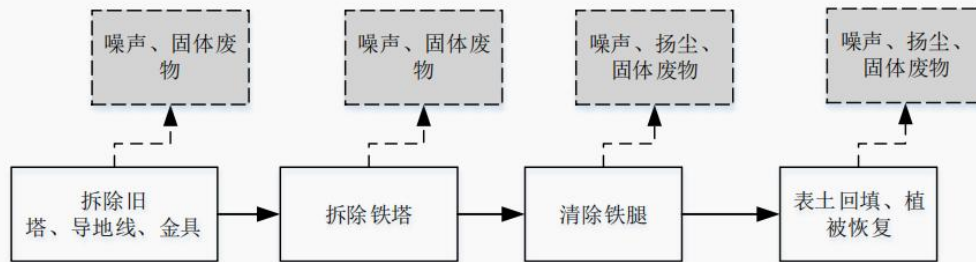 噪声、固体废
物
噪声、固体废
物
噪声、扬尘、
固体废物
噪声、扬尘、
固体废物
拆除旧
塔、导地线、金具
拆除铁塔
清除铁腿
表土回填、植
被恢复